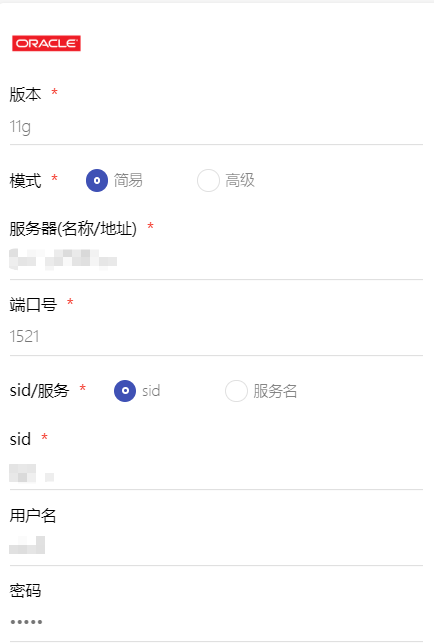 ORACLE
版本 *
11g
模式 * 简易 高级
服务器(名称/地址) *
端口号 *
1521
sid/服务 * sid 服务名
sid *
用户名
密码
•••••